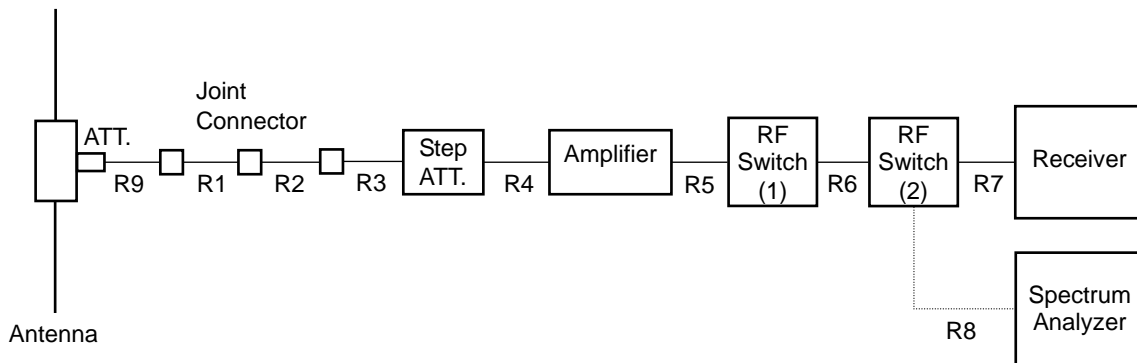 Joint
Connector
ATT.
R9
R1
R2
R3
Step
ATT.
R4
Amplifier
R5
RF
Switch
(1)
R6
RF
Switch
(2)
R7
Receiver
Spectrum
Analyzer
R8
Antenna